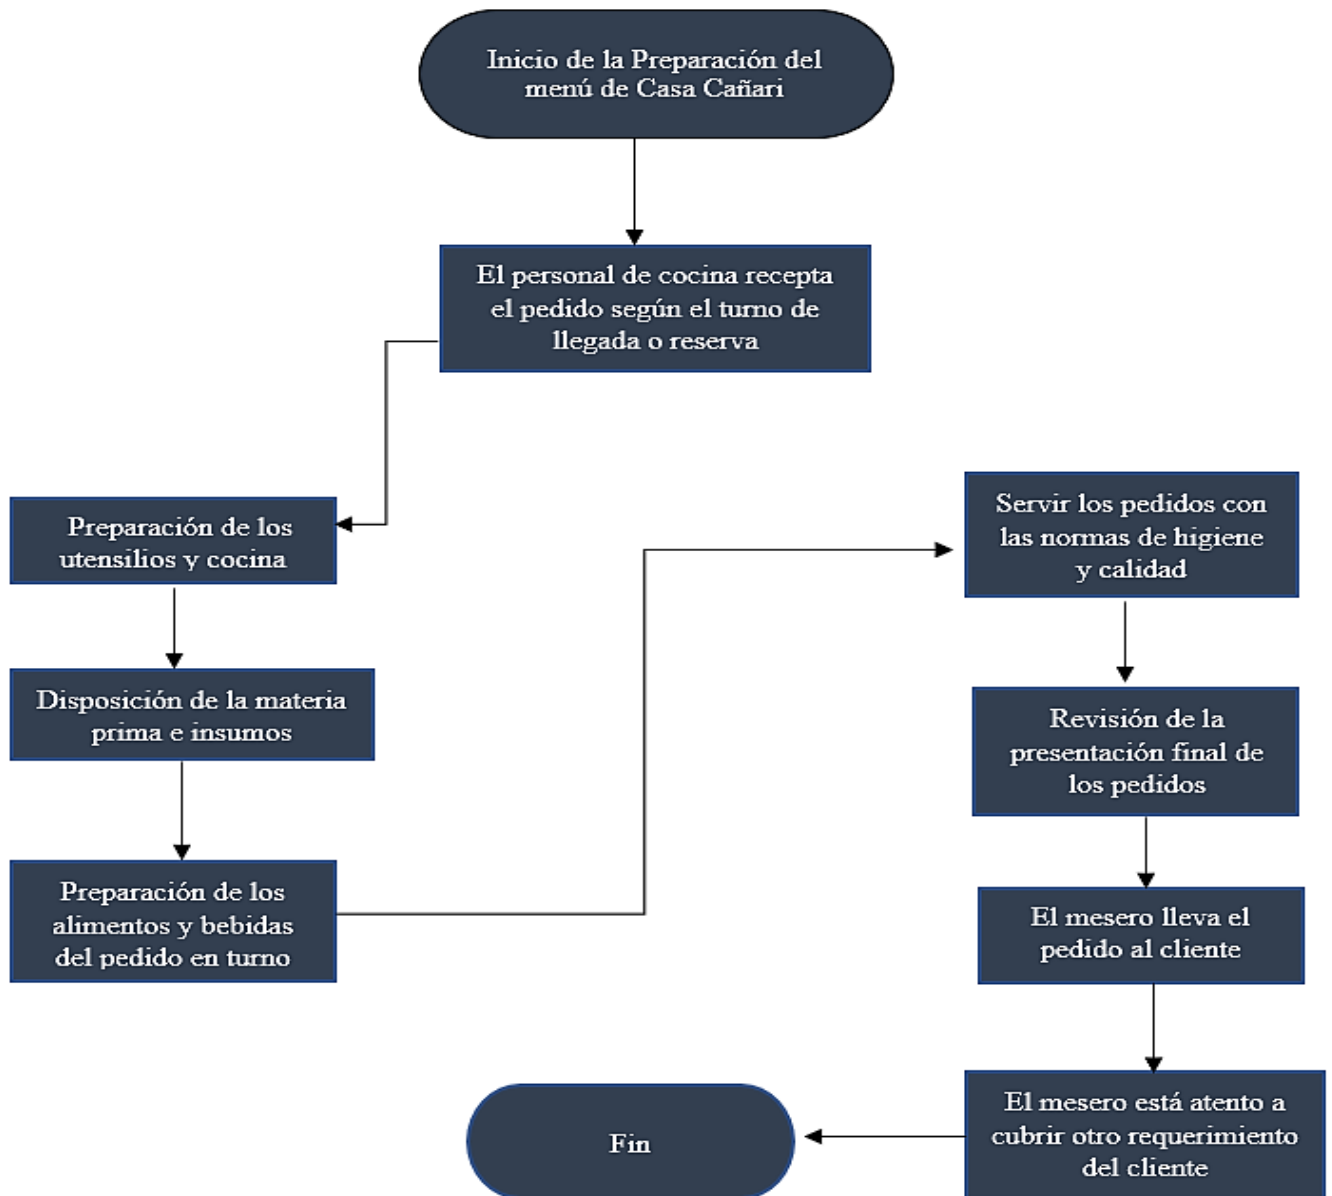 Inicio de la Preparación del
menú de Casa Cañari
El personal de cocina recepta
el pedido según el turno de
llegada o reserva
Preparación de los
utensilios y cocina
Disposición de la materia
prima e insumos
Preparación de los
alimentos y bebidas
del pedido en turno
Servir los pedidos con
las normas de higiene
y calidad
Revisión de la
presentación final de
los pedidos
El mesero lleva el
pedido al cliente
El mesero está atento a
cubrir otro requerimiento
del cliente
Fin